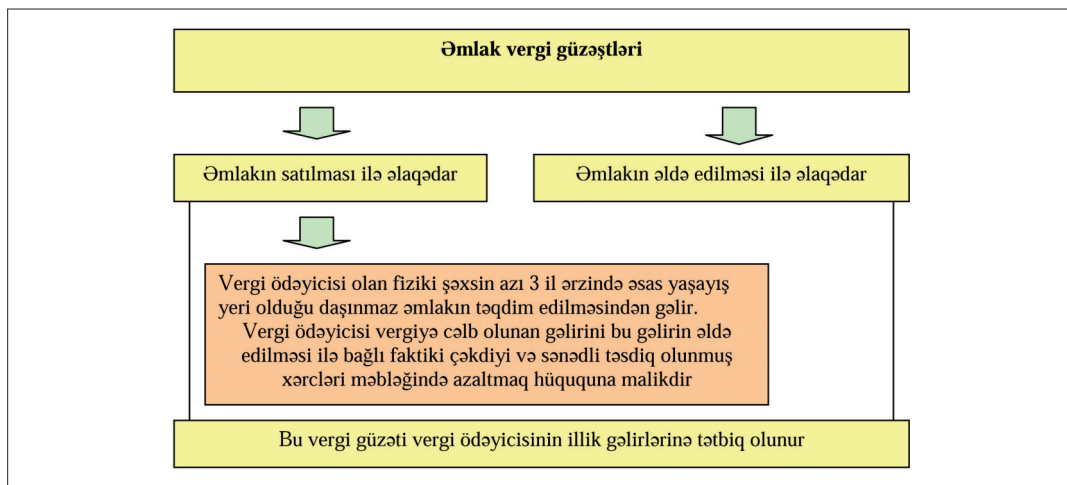 Əmlak vergi güzəştləri
Əmlakın satılması ilə əlaqədar
Əmlakın əldə edilməsi ilə əlaqədar
Vergi ödəyicisi olan fiziki şəxsin azı 3 il ərzində əsas yaşayış
yeri olduğu daşınmaz əmlakın təqdim edilməsindən gəlir.
Vergi ödəyicisi vergiyə cəlb olunan gəlirini bu gəlirin əldə
edilməsi ilə bağlı faktiki çəkdiyi və sənədli təsdiq olunmuş
xərcləri məbləğində azaltmaq hüququna malikdir
Bu vergi güzəti vergi ödəyicisinin illik gəlirlərinə tətbiq olunur